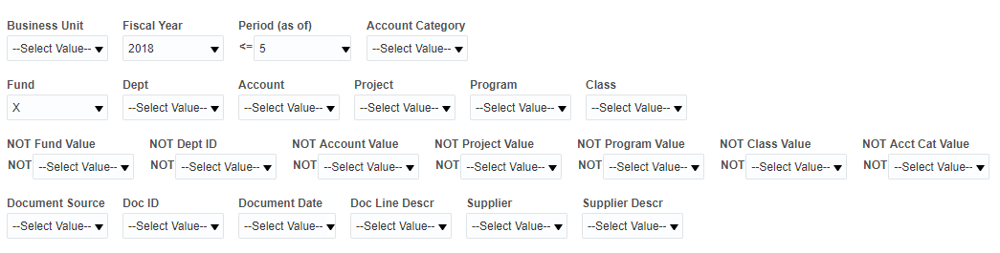 Business Unit Fiscal Year Period (as of) Account Category
--Select Value-- 2018 <= 5 --Select Value--
Fund Dept Account Project Program Class
X --Select Value-- --Select Value-- --Select Value-- --Select Value-- --Select Value--
NOT Fund Value NOT Dept ID NOT Account Value NOT Project Value NOT Program Value NOT Class Value NOT Acct Cat Value
NOT --Select Value-- NOT --Select Value-- NOT --Select Value-- NOT --Select Value-- NOT --Select Value-- NOT --Select Value-- NOT --Select Value--
Document Source Doc ID Document Date Doc Line Descr Supplier Supplier Descr
--Select Value-- --Select Value-- --Select Value-- --Select Value-- --Select Value-- --Select Value--